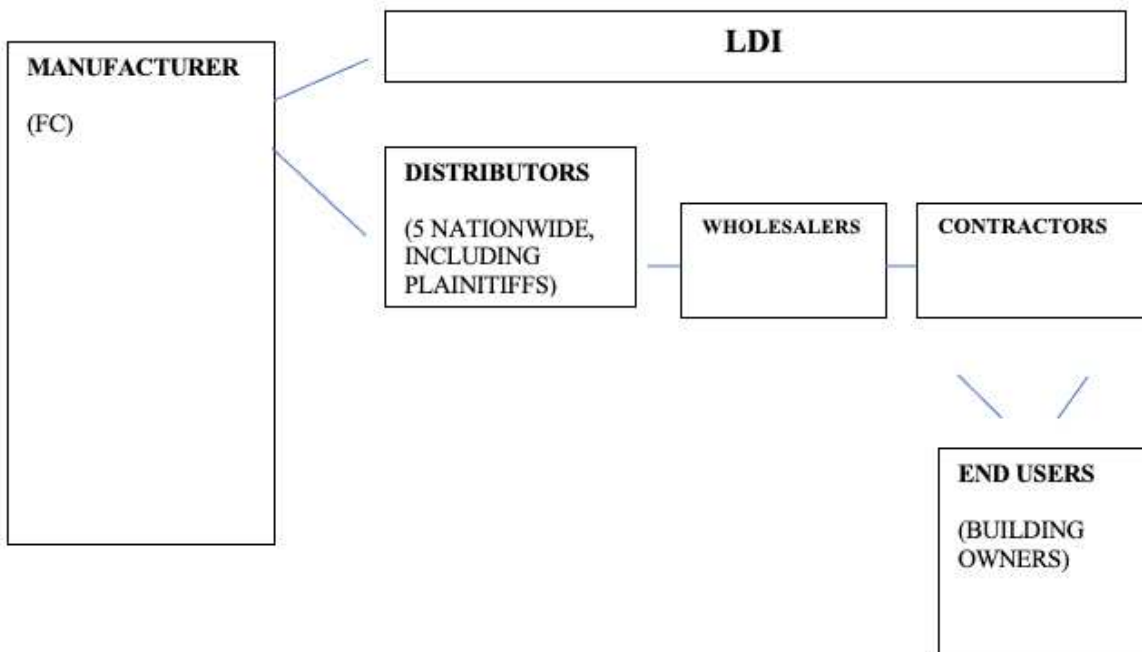 MANUFACTURER
(FC)
LDI
DISTRIBUTORS
(5 NATIONWIDE,
INCLUDING
PLAINITIFFS)
WHOLESALERS
CONTRACTORS
END USERS
(BUILDING
OWNERS)